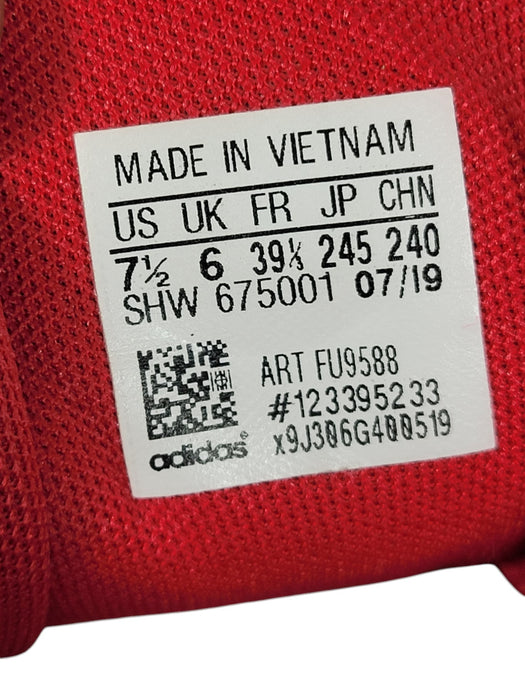 MADE IN VIETNAM
US UK FR JP CHN
7½ 6 39⅓ 245 240
SHW 675001 07/19
ART FU9588
#123395233
adidas x9J306G400519